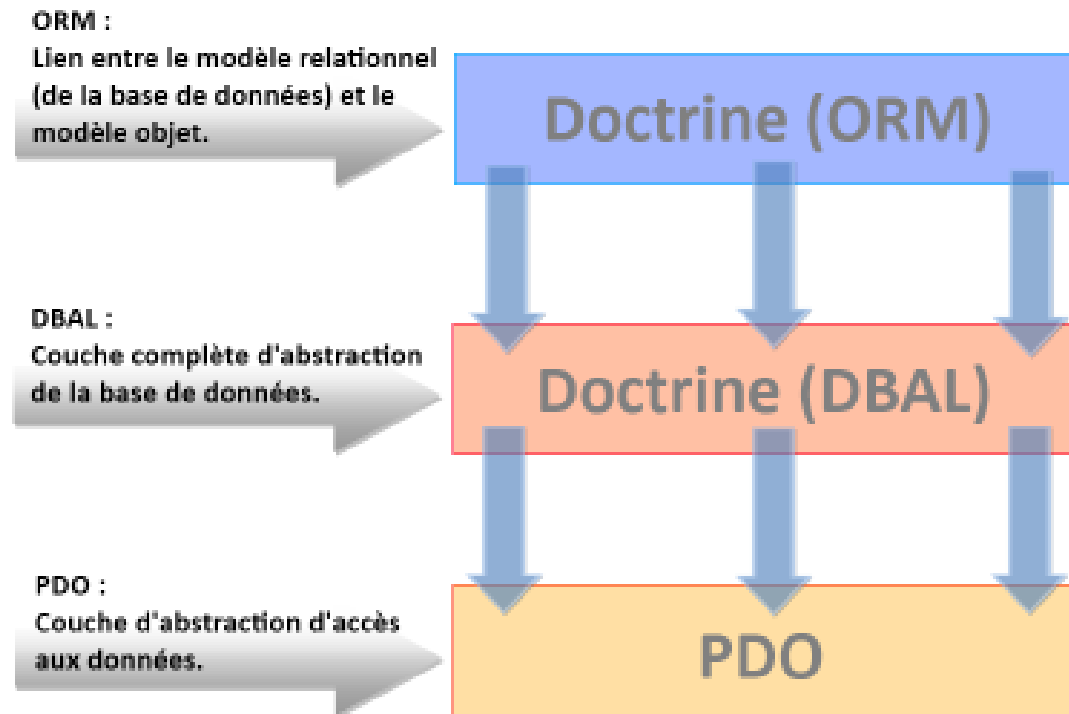 ORM :
Lien entre le modèle relationnel
(de la base de données) et le
modèle objet.
Doctrine (ORM)
DBAL :
Couche complète d'abstraction
de la base de données.
Doctrine (DBAL)
PDO :
Couche d'abstraction d'accès
aux données.
PDO